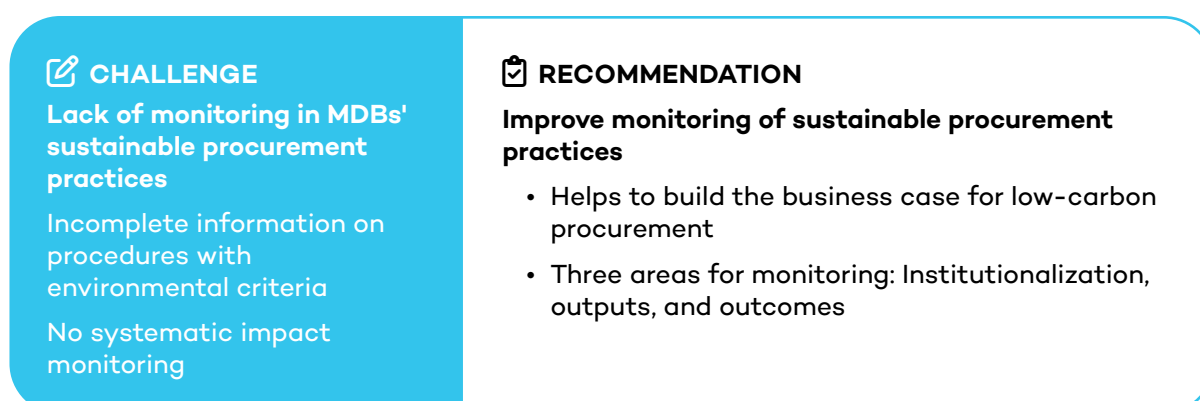 CHALLENGE
Lack of monitoring in MDBs'
sustainable procurement
practices
Incomplete information on
procedures with
environmental criteria
No systematic impact
monitoring
RECOMMENDATION
Improve monitoring of sustainable procurement
practices
• Helps to build the business case for low-carbon
procurement
• Three areas for monitoring: Institutionalization,
outputs, and outcomes